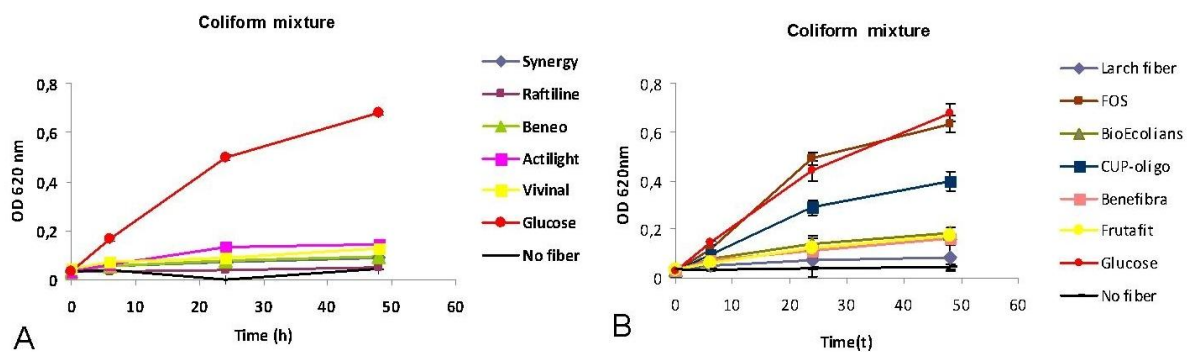 Coliform mixture
OD 620 nm
0,8
0,6
0,4
0,2
0
0 10 20 30 40 50 60
Time (h)
Synergy
Raftiline
Beneo
Actilight
Vivinal
Glucose
No fiber
A
Coliform mixture
OD 620nm
0,8
0,6
0,4
0,2
0
0 10 20 30 40 50 60
Time(t)
Larch fiber
FOS
BioEcolians
CUP-oligo
Benefibra
Frutafit
Glucose
No fiber
B